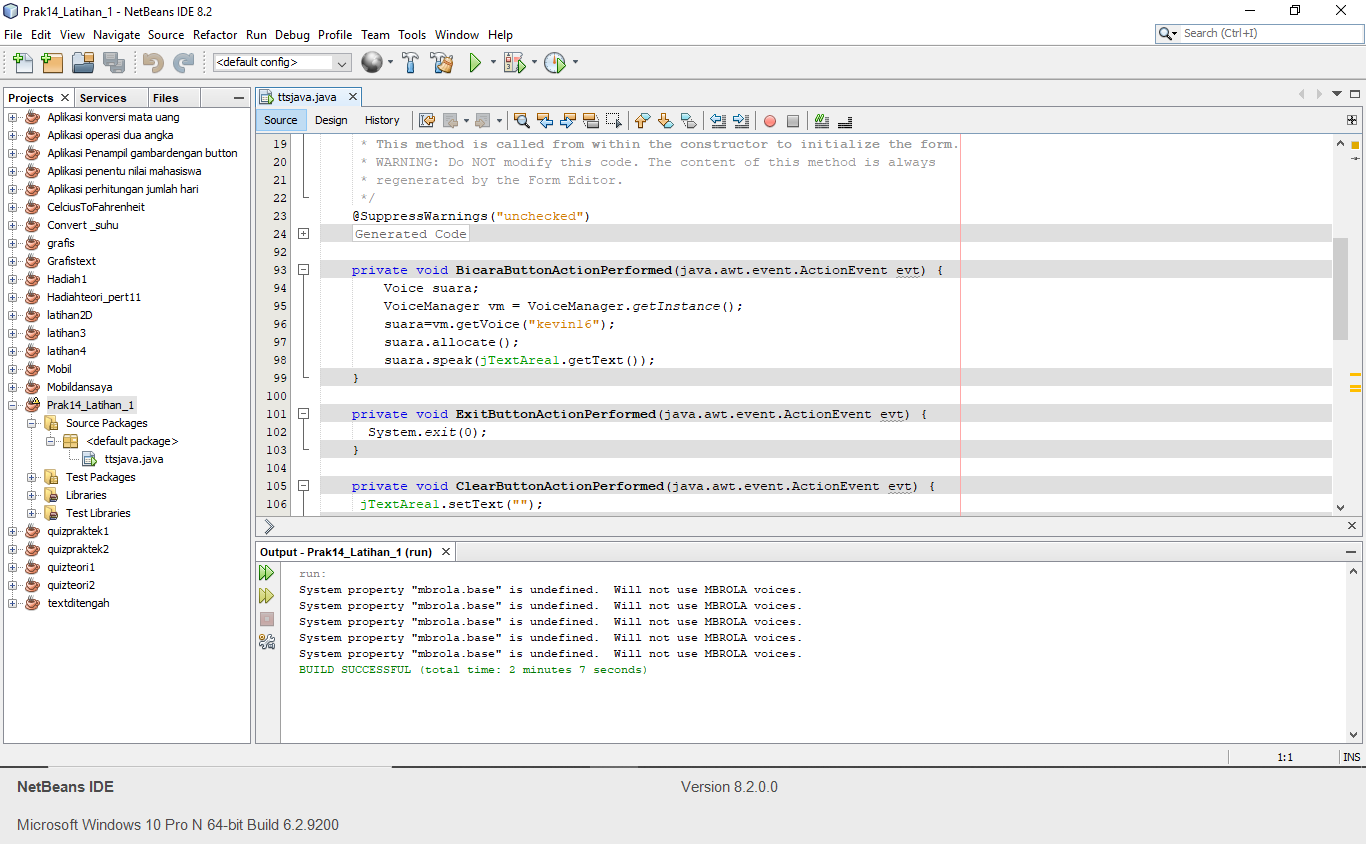 Prak14_Latihan_1 - NetBeans IDE 8.2
File Edit View Navigate Source Refactor Run Debug Profile Team Tools Window Help
Search (Ctrl+I)
<default config>
Projects Services Files
Aplikasi konversi mata uang
Aplikasi operasi dua angka
Aplikasi Penampil gambardengan button
Aplikasi penentu nilai mahasiswa
Aplikasi perhitungan jumlah hari
CelciusToFahrenheit
Convert _suhu
grafis
Grafistext
Hadiah1
Hadiahteori_pert11
latihan2D
latihan3
latihan4
Mobil
Mobildansaya
Prak14_Latihan_1
Source Packages
<default package>
ttsjava.java
Test Packages
Libraries
Test Libraries
quizpraktek1
quizpraktek2
quizteori1
quizteori2
textditengah
ttsjava.java
Source Design History
19 * This method is called from within the constructor to initialize the form.
20 * WARNING: Do NOT modify this code. The content of this method is always
21 * regenerated by the Form Editor.
22 */
23 @SuppressWarnings("unchecked")
24 Generated Code
92
93 private void BicaraButtonActionPerformed(java.awt.event.ActionEvent evt) {
94 Voice suara;
95 VoiceManager vm = VoiceManager.getInstance();
96 suara=vm.getVoice("kevin16");
97 suara.allocate();
98 suara.speak(jTextArea1.getText());
99 }
100
101 private void ExitButtonActionPerformed(java.awt.event.ActionEvent evt) {
102 System.exit(0);
103 }
104
105 private void ClearButtonActionPerformed(java.awt.event.ActionEvent evt) {
106 jTextArea1.setText("");
Output - Prak14_Latihan_1 (run)
run:
System property "mbrola.base" is undefined.  Will not use MBROLA voices.
System property "mbrola.base" is undefined.  Will not use MBROLA voices.
System property "mbrola.base" is undefined.  Will not use MBROLA voices.
System property "mbrola.base" is undefined.  Will not use MBROLA voices.
System property "mbrola.base" is undefined.  Will not use MBROLA voices.
BUILD SUCCESSFUL (total time: 2 minutes 7 seconds)
1:1 INS
NetBeans IDE Version 8.2.0.0
Microsoft Windows 10 Pro N 64-bit Build 6.2.9200